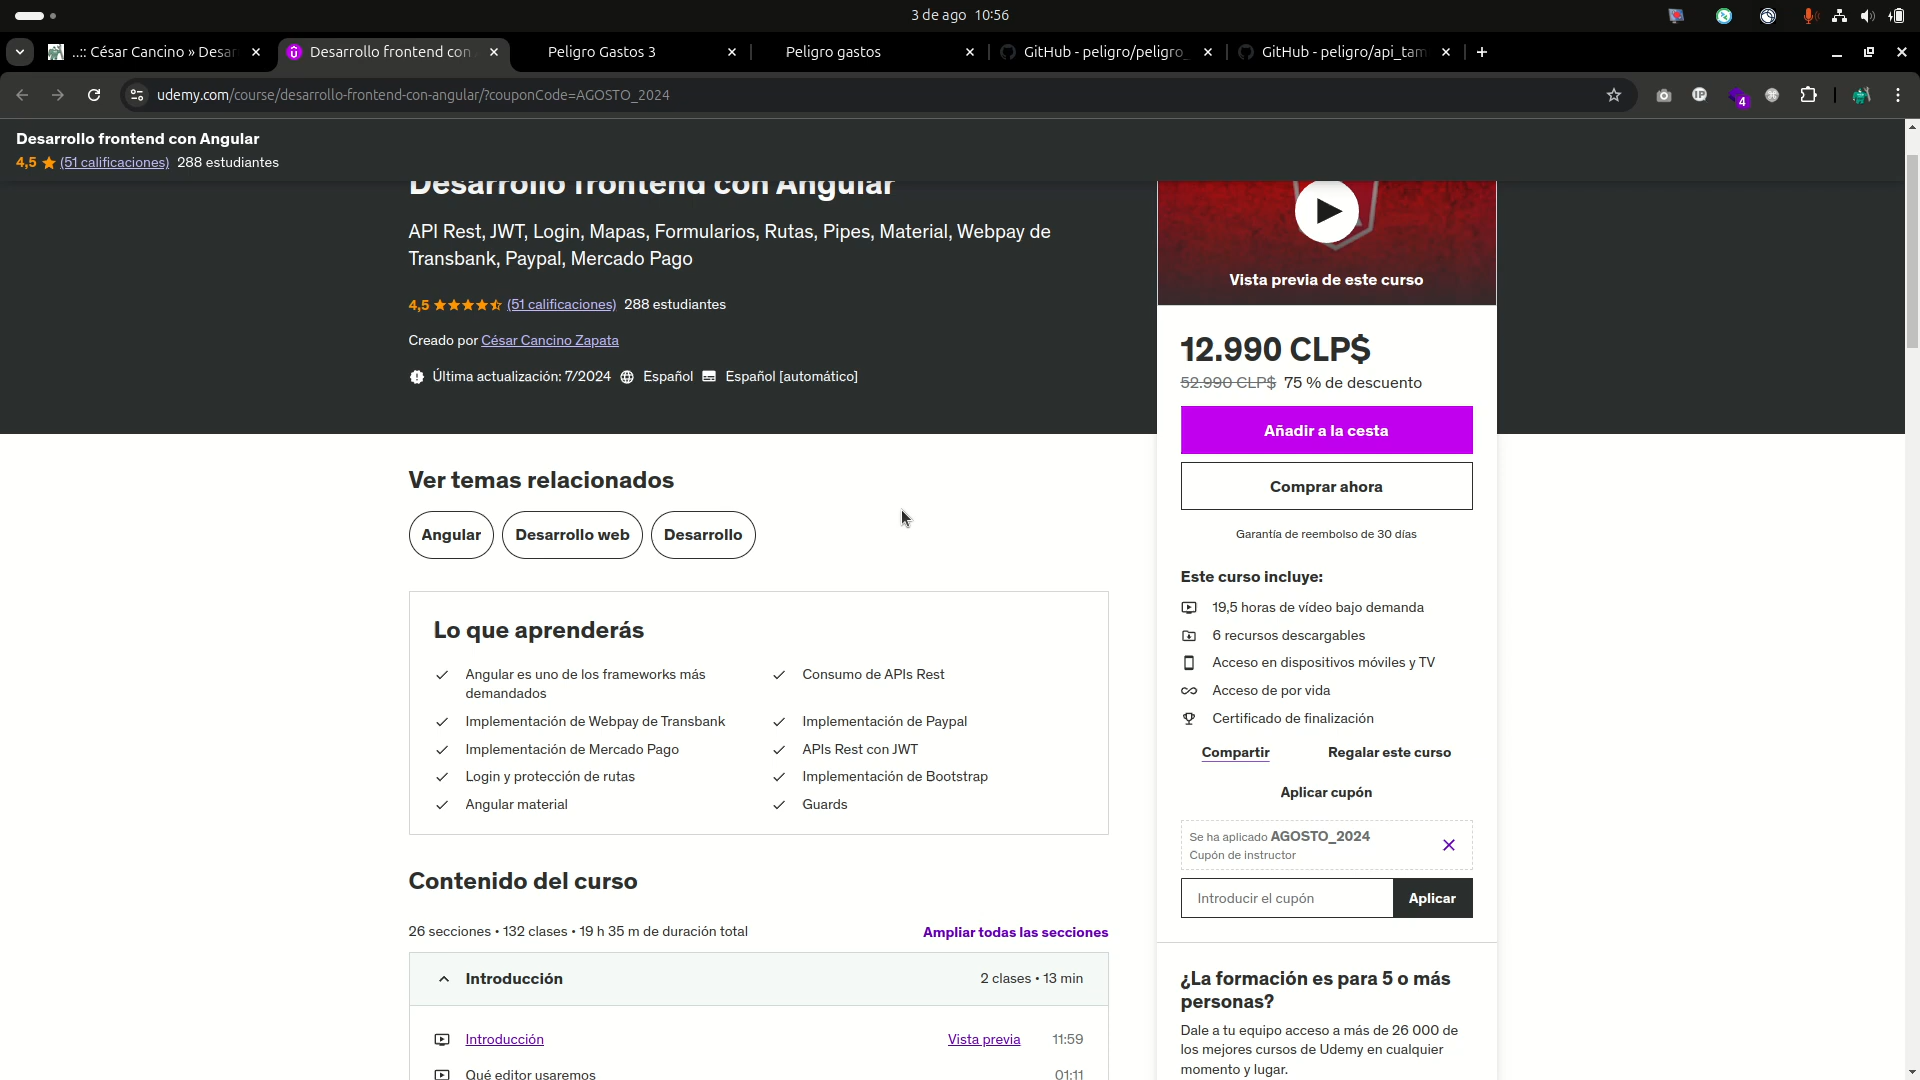 3 de ago 10:56
..:: César Cancino » Desar
Desarrollo frontend con
Peligro Gastos 3
Peligro gastos
GitHub - peligro/peligro_
GitHub - peligro/api_tam
udemy.com/course/desarrollo-frontend-con-angular/?couponCode=AGOSTO_2024
4
Desarrollo frontend con Angular
4,5 (51 calificaciones) 288 estudiantes
Desarrollo frontend con Angular
API Rest, JWT, Login, Mapas, Formularios, Rutas, Pipes, Material, Webpay de
Transbank, Paypal, Mercado Pago
4,5 (51 calificaciones) 288 estudiantes
Creado por César Cancino Zapata
Última actualización: 7/2024 Español Español [automático]
Vista previa de este curso
12.990 CLP$
52.990 CLP$ 75 % de descuento
Añadir a la cesta
Comprar ahora
Garantía de reembolso de 30 días
Este curso incluye:
19,5 horas de vídeo bajo demanda
6 recursos descargables
Acceso en dispositivos móviles y TV
Acceso de por vida
Certificado de finalización
Compartir
Regalar este curso
Aplicar cupón
Se ha aplicado AGOSTO_2024
Cupón de instructor
Introducir el cupón
Aplicar
¿La formación es para 5 o más
personas?
Dale a tu equipo acceso a más de 26 000 de
los mejores cursos de Udemy en cualquier
momento y lugar.
Ver temas relacionados
Angular
Desarrollo web
Desarrollo
Lo que aprenderás
Angular es uno de los frameworks más
demandados
Consumo de APIs Rest
Implementación de Webpay de Transbank
Implementación de Paypal
Implementación de Mercado Pago
APIs Rest con JWT
Login y protección de rutas
Implementación de Bootstrap
Angular material
Guards
Contenido del curso
26 secciones • 132 clases • 19 h 35 m de duración total
Ampliar todas las secciones
Introducción
2 clases • 13 min
Introducción
Vista previa
11:59
Qué editor usaremos
01:11